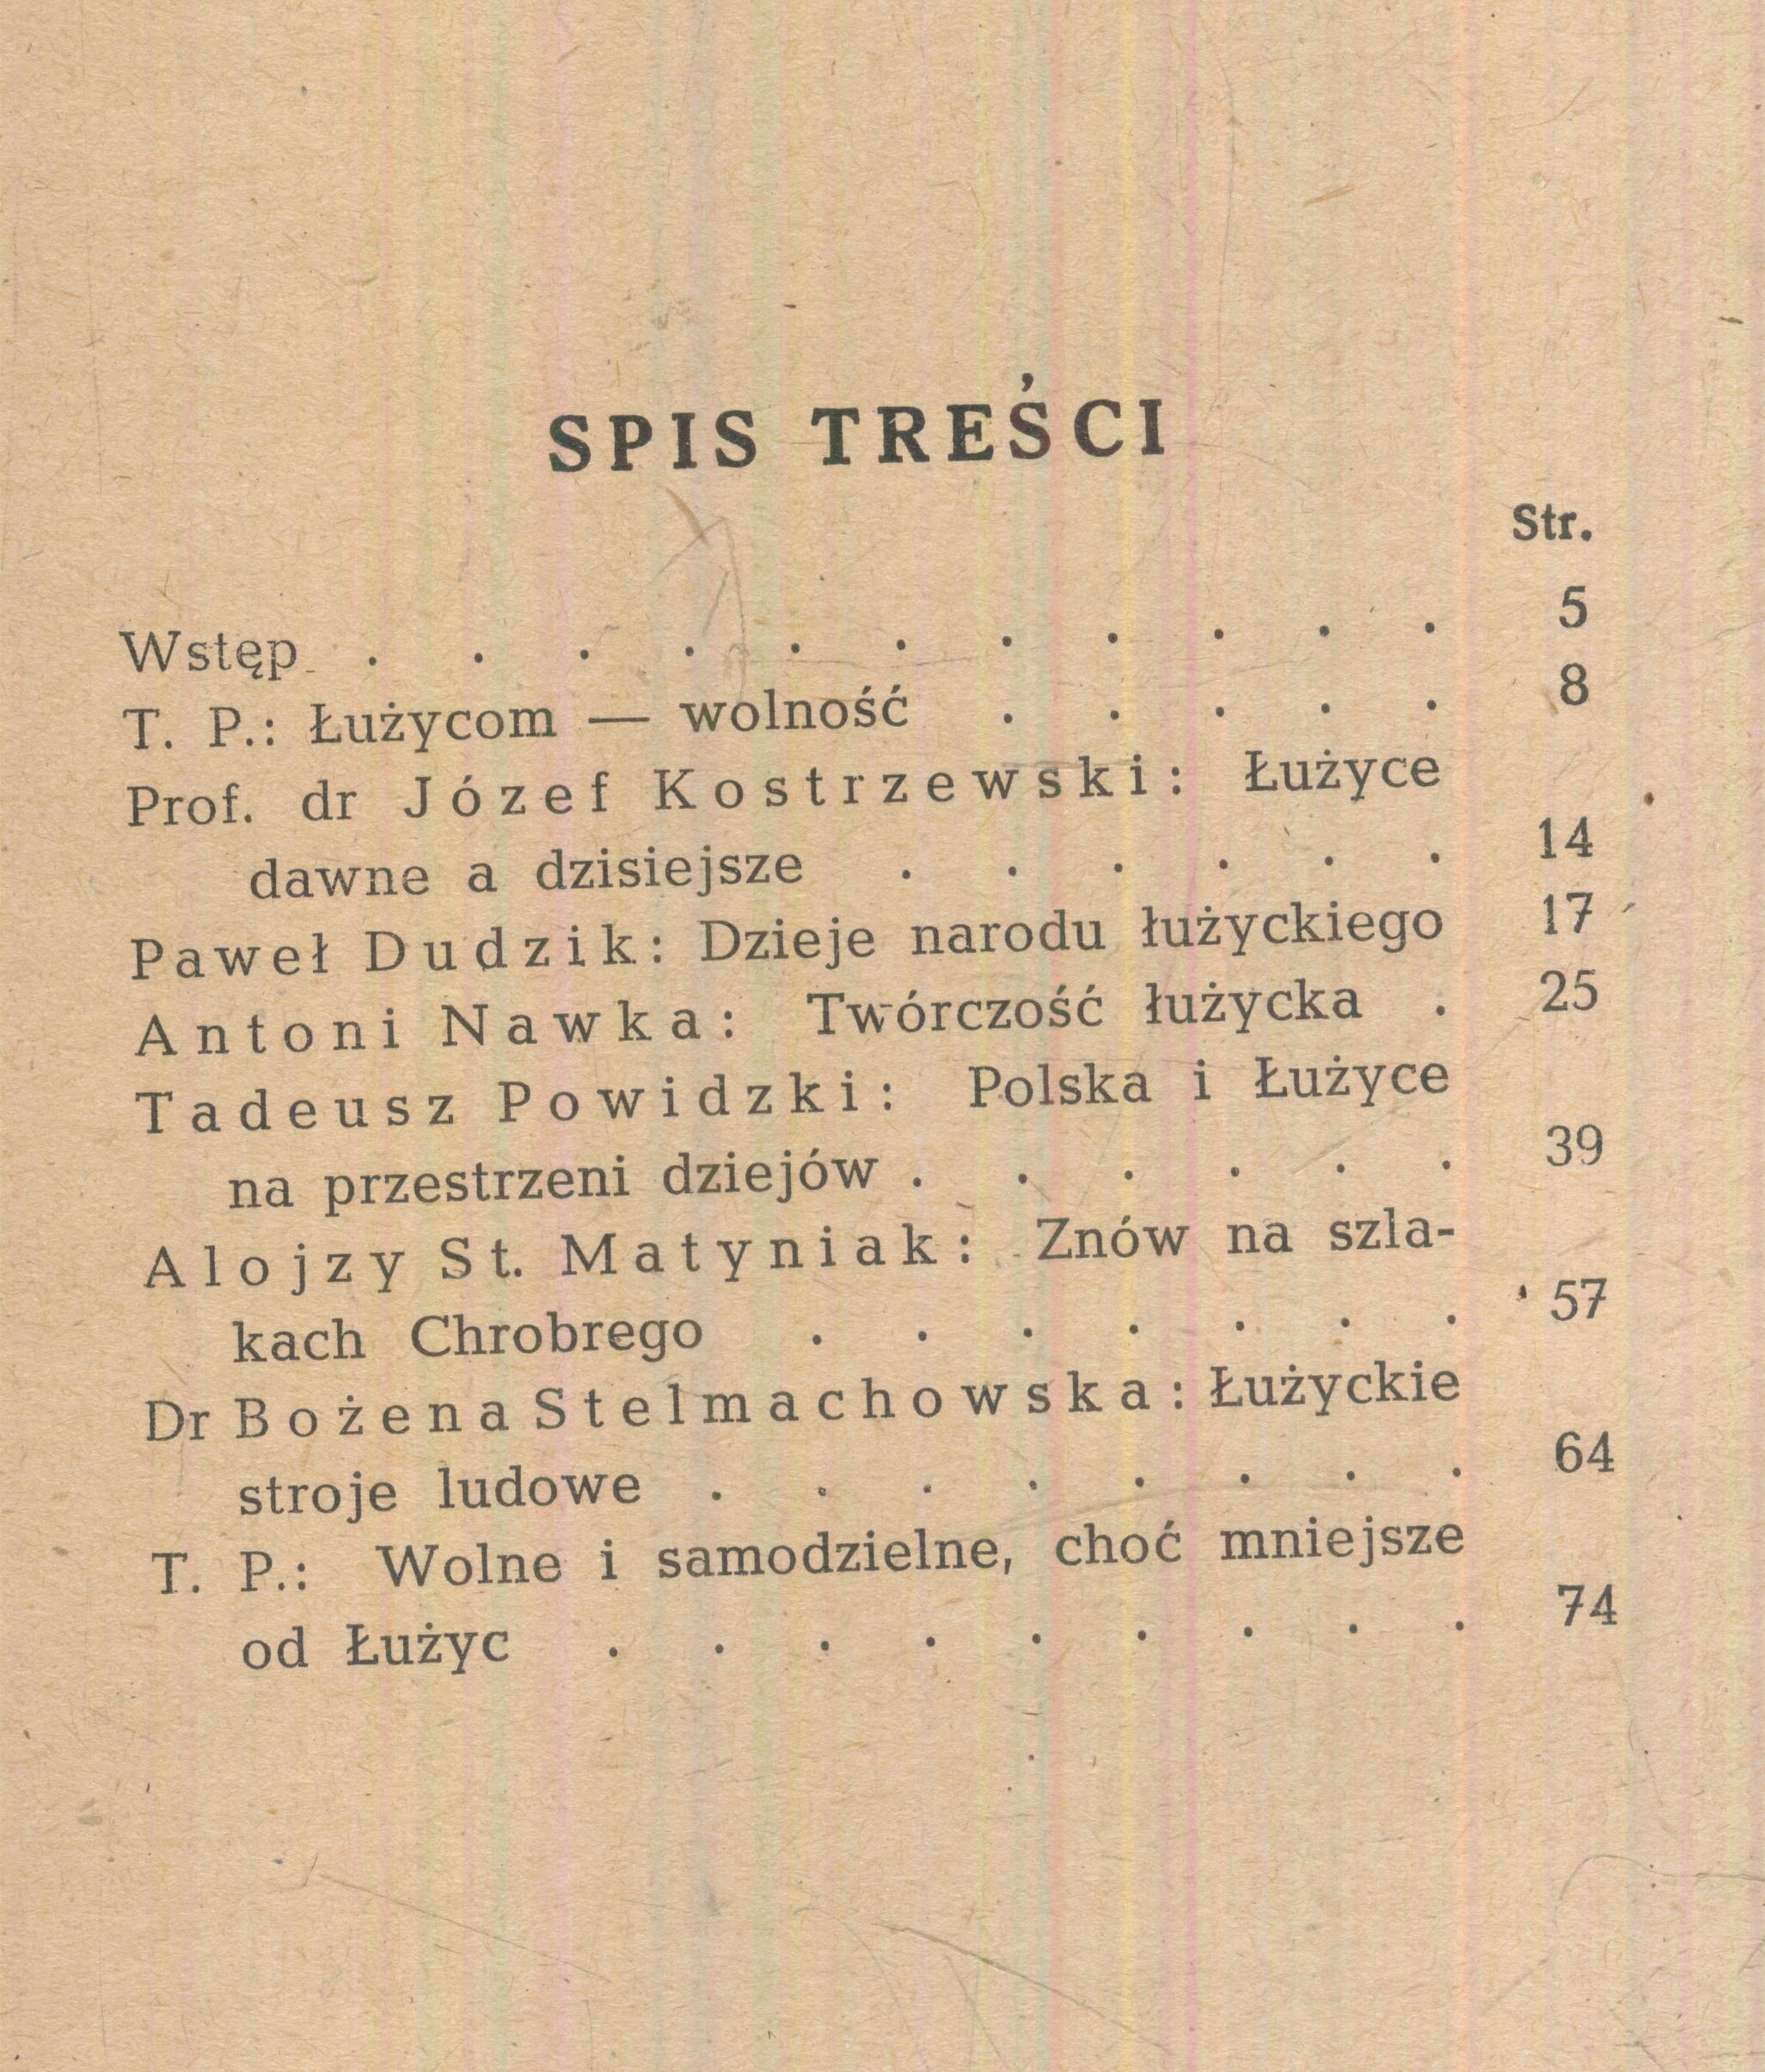 SPIS TREŚCI
Str.
Wstęp . . . . . . . . . . . 5
T. P.: Łużycom — wolność . . . . . 8
Prof. dr Józef Kostrzewski: Łużyce
dawne a dzisiejsze . . . . . . 14
Paweł Dudzik: Dzieje narodu łużyckiego 17
Antoni Nawka: Twórczość łużycka . 25
Tadeusz Powidzki: Polska i Łużyce
na przestrzeni dziejów . . . . . . 39
Alojzy St. Matyniak: Znów na szla-
kach Chrobrego . . . . . . . 57
Dr Bożena Stelmachowska: Łużyckie
stroje ludowe . . . . . . . . 64
T. P.: Wolne i samodzielne, choć mniejsze
od Łużyc . . . . . . . . . 74